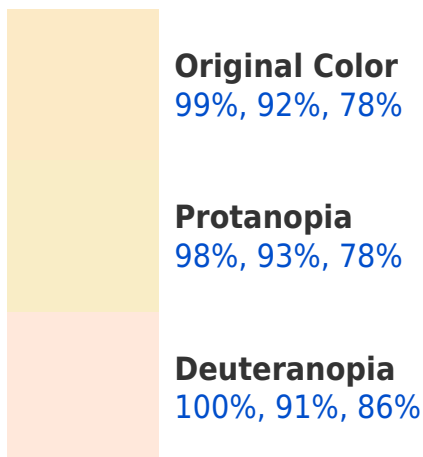 Original Color
99%, 92%, 78%
Protanopia
98%, 93%, 78%
Deuteranopia
100%, 91%, 86%